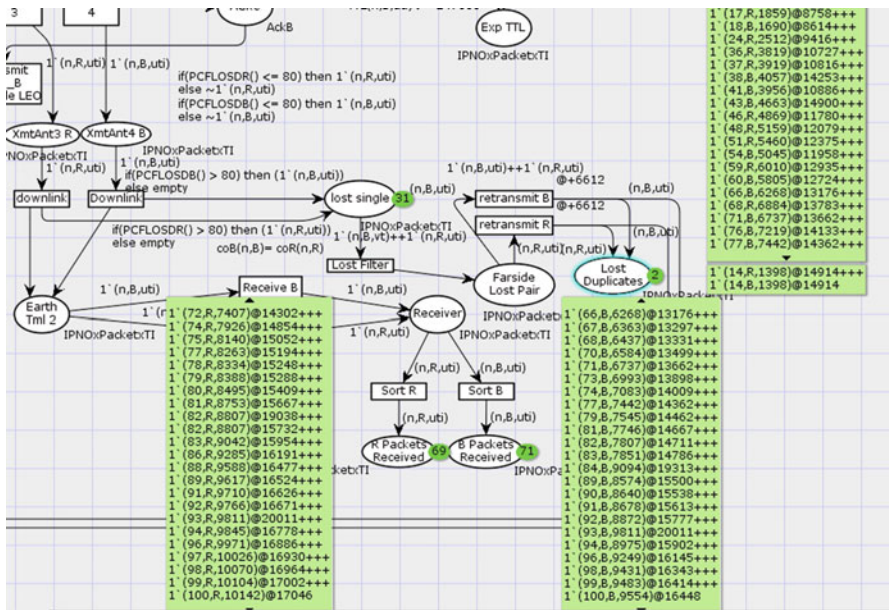 3
4
AckB
Exp TTL
IPNOxPacketxTI
1`(n,R,uti)
1`(n,B,uti)
_B
e LEO
if(PCFLOSDR() <= 80) then 1`(n,R,uti)
else ~1`(n,R,uti)
if(PCFLOSDB() <= 80) then 1`(n,B,uti)
else ~1`(n,B,uti)
XmtAnt3 R
XmtAnt4 B
PNOxPacketxTI
IPNOxPacketxTI
1`(n,R,uti)
1`(n,B,uti)
if(PCFLOSDB() > 80) then (1`(n,B,uti))
else empty
downlink
Downlink
lost single
31
(n,B,uti)
IPNOxPacketxTI
if(PCFLOSDR() > 80) then (1`(n,R,uti))
else empty
coB(n,B)= coR(n,R)
1`(n,B,vt)++1`(n,R,uti)
Lost Filter
1`(n,B,uti)++1`(n,R,uti)
@+6612
retransmit B
@+6612
retransmit R
(n,B,uti)
(n,B,uti)
(n,R,uti)
(n,R,uti)
Farside
Lost Pair
IPNOxPacketx
Lost
Duplicates
2
IPNOxPacketxTI
Earth
Tml 2
IPNOxPacketxTI
1`(n,B,uti)
Receive B
1`(n,B,uti)
1`(n,R,uti)
Receiver
IPNOxPacketxTI
(n,R,uti)
(n,B,uti)
Sort R
Sort B
(n,R,uti)
(n,B,uti)
R Packets
Received
69
B Packets
Received
71
ketxTI
IPNOxPa
1`(17,R,1859)@8758+++
1`(18,B,1690)@8614+++
1`(24,R,2512)@9416+++
1`(36,R,3819)@10727+++
1`(37,R,3919)@10816+++
1`(38,B,4057)@14253+++
1`(41,B,3956)@10886+++
1`(43,B,4663)@14900+++
1`(46,R,4869)@11780+++
1`(48,R,5159)@12079+++
1`(51,R,5460)@12375+++
1`(54,B,5045)@11958+++
1`(59,R,6010)@12935+++
1`(60,B,5805)@12724+++
1`(66,B,6268)@13176+++
1`(68,R,6884)@13783+++
1`(71,B,6737)@13662+++
1`(76,B,7219)@14133+++
1`(77,B,7442)@14362+++
1`(14,R,1398)@14914+++
1`(14,B,1398)@14914
1`(72,R,7407)@14302+++
1`(74,R,7926)@14854+++
1`(75,R,8140)@15052+++
1`(77,R,8263)@15194+++
1`(78,R,8334)@15248+++
1`(79,R,8388)@15288+++
1`(80,R,8495)@15409+++
1`(81,R,8753)@15667+++
1`(82,R,8807)@19038+++
1`(82,R,8807)@15732+++
1`(83,R,9042)@15954+++
1`(86,R,9285)@16191+++
1`(88,R,9588)@16477+++
1`(89,R,9617)@16524+++
1`(91,R,9710)@16626+++
1`(92,R,9766)@16671+++
1`(93,R,9811)@20011+++
1`(94,R,9845)@16778+++
1`(96,R,9971)@16886+++
1`(97,R,10026)@16930+++
1`(98,R,10070)@16964+++
1`(99,R,10104)@17002+++
1`(100,R,10142)@17046
1`(66,B,6268)@13176+++
1`(67,B,6363)@13297+++
1`(68,B,6437)@13331+++
1`(70,B,6584)@13499+++
1`(71,B,6737)@13662+++
1`(73,B,6993)@13898+++
1`(74,B,7083)@14009+++
1`(77,B,7442)@14362+++
1`(79,B,7545)@14462+++
1`(81,B,7746)@14667+++
1`(82,B,7807)@14711+++
1`(83,B,7851)@14786+++
1`(84,B,9094)@19313+++
1`(89,B,8574)@15500+++
1`(90,B,8640)@15538+++
1`(91,B,8678)@15613+++
1`(92,B,8872)@15777+++
1`(93,B,9811)@20011+++
1`(94,B,8975)@15902+++
1`(96,B,9249)@16145+++
1`(98,B,9431)@16343+++
1`(99,B,9483)@16414+++
1`(100,B,9554)@16448